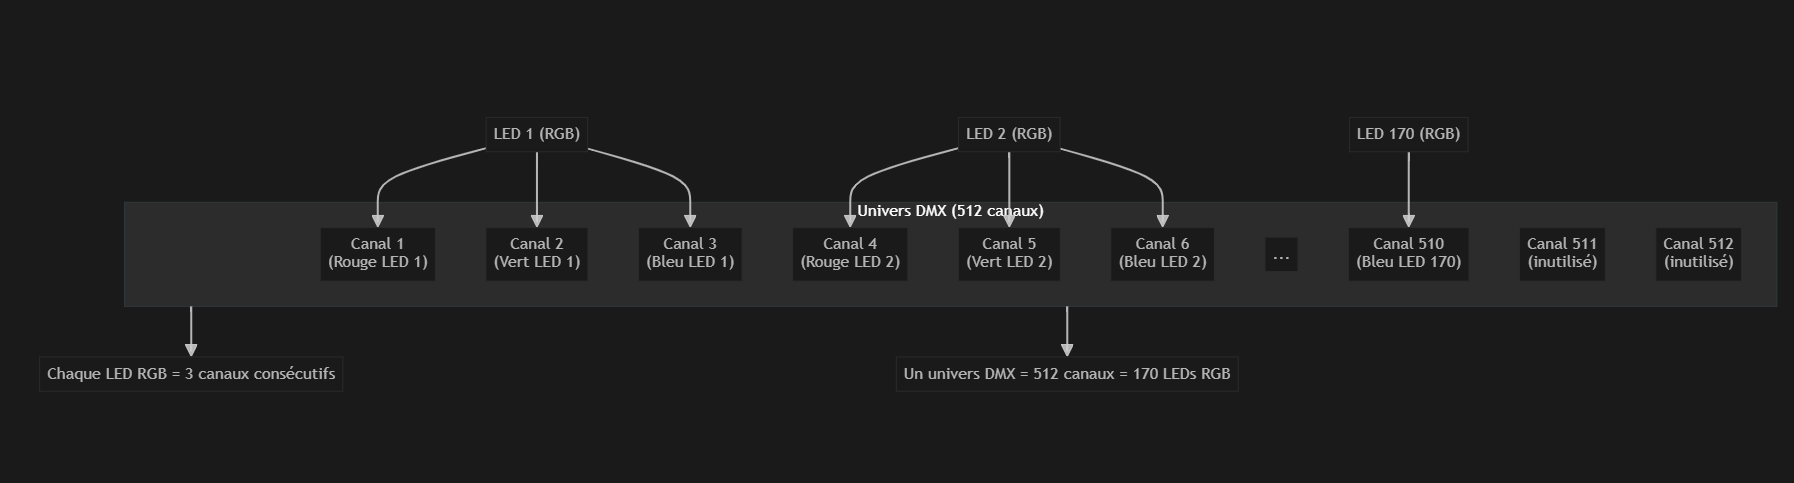 LED 1 (RGB)
LED 2 (RGB)
LED 170 (RGB)
Univers DMX (512 canaux)
Canal 1
(Rouge LED 1)
Canal 2
(Vert LED 1)
Canal 3
(Bleu LED 1)
Canal 4
(Rouge LED 2)
Canal 5
(Vert LED 2)
Canal 6
(Bleu LED 2)
...
Canal 510
(Bleu LED 170)
Canal 511
(inutilisé)
Canal 512
(inutilisé)
Chaque LED RGB = 3 canaux consécutifs
Un univers DMX = 512 canaux = 170 LEDs RGB